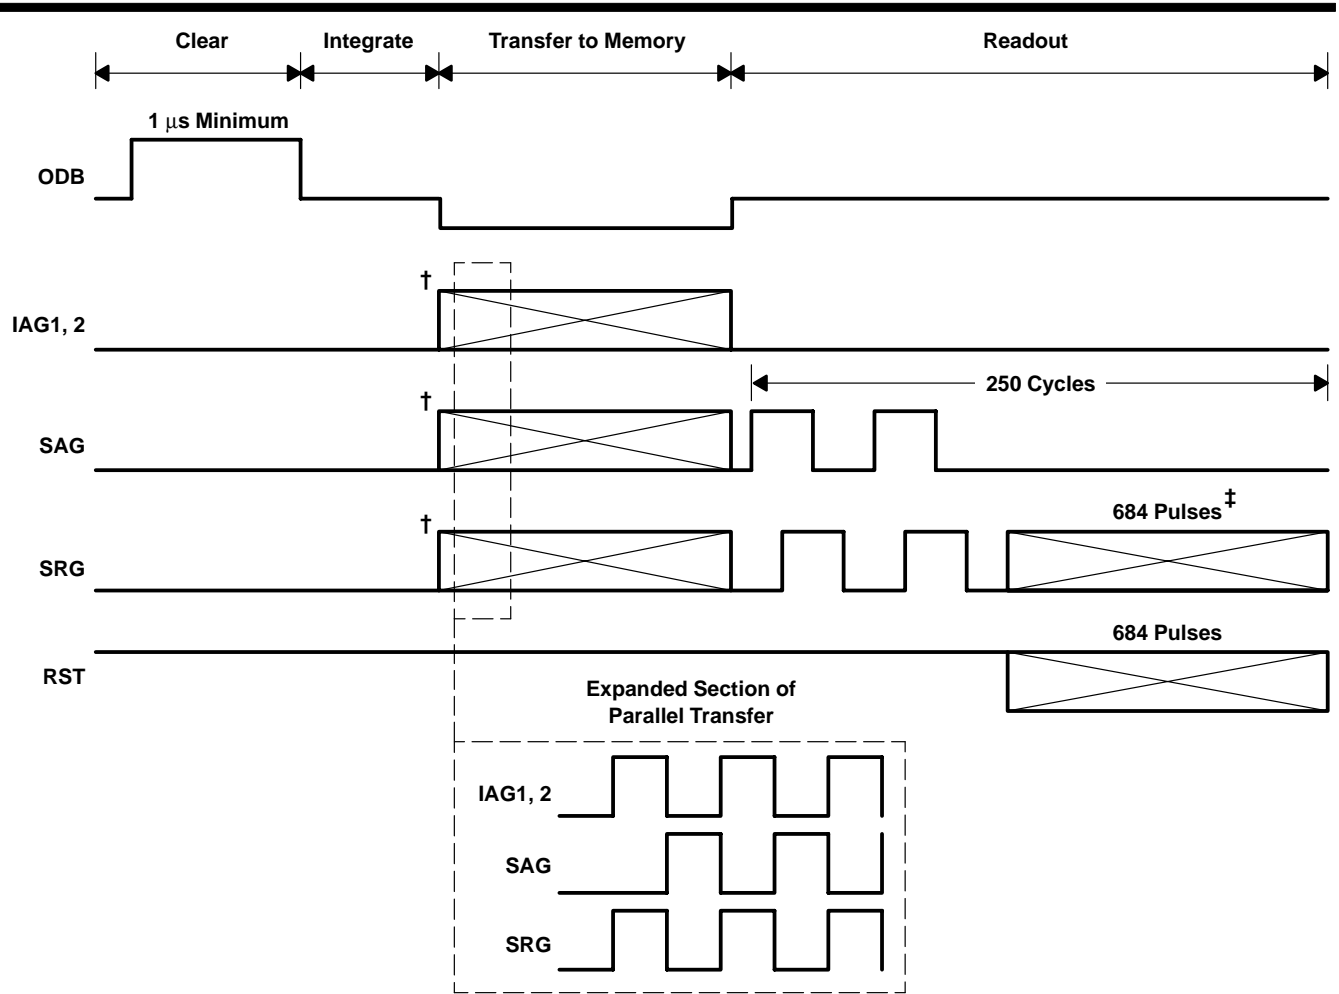 Clear Integrate Transfer to Memory Readout
1 μs Minimum
ODB
†
IAG1, 2
250 Cycles
†
SAG
684 Pulses‡
†
SRG
684 Pulses
RST
Expanded Section of
Parallel Transfer
IAG1, 2
SAG
SRG